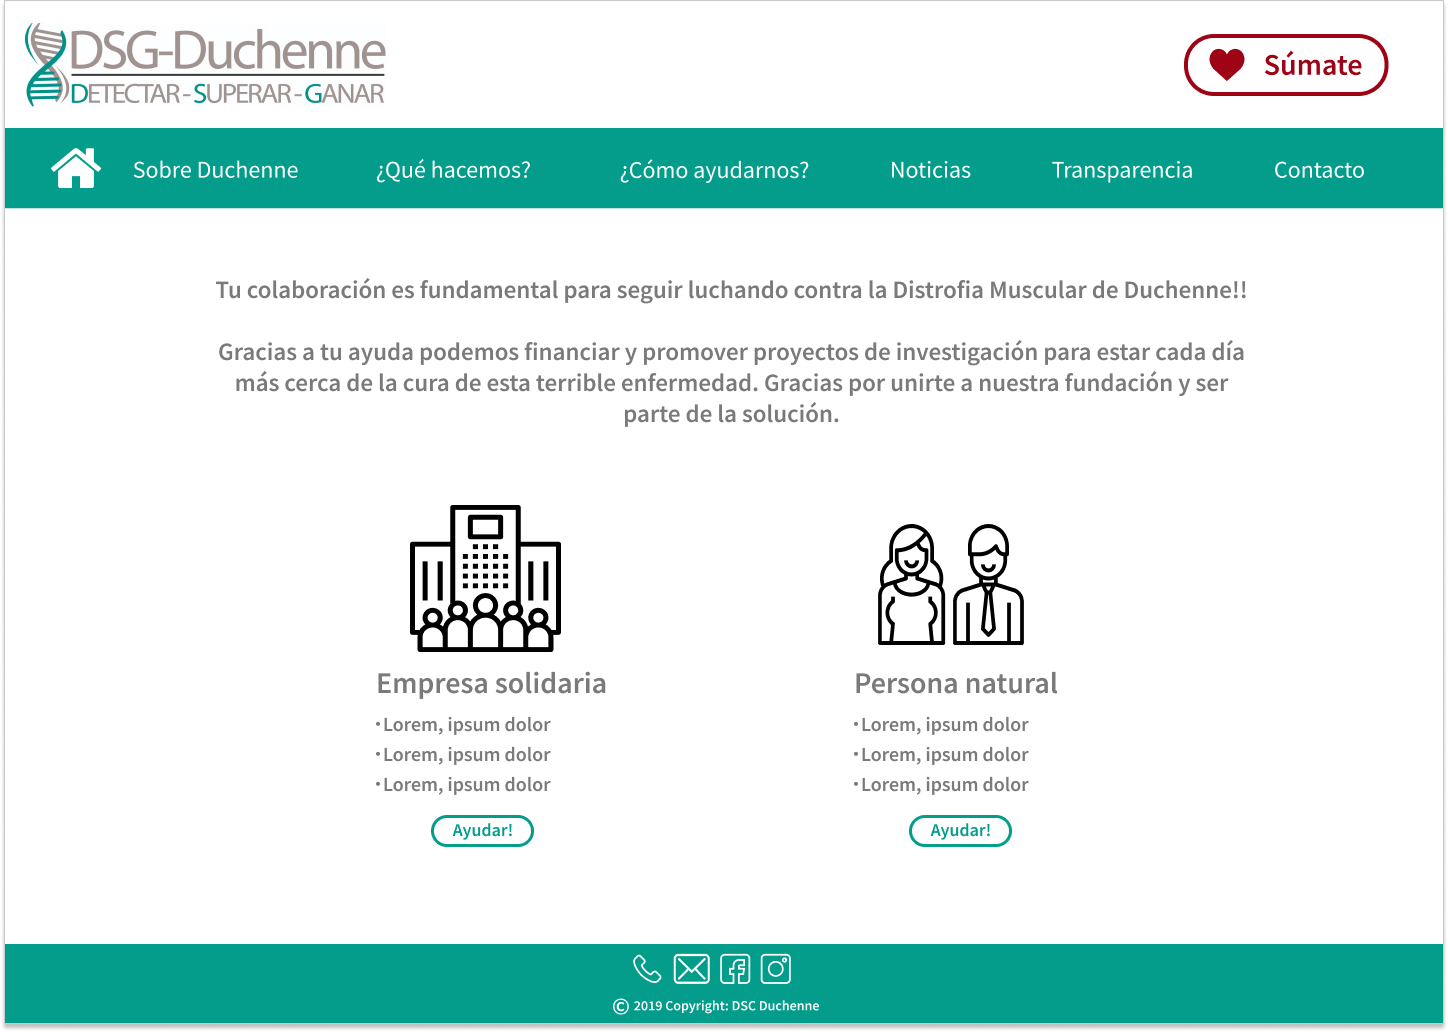 DSG-Duchenne
DETECTAR - SUPERAR - GANAR
Súmate
Sobre Duchenne
¿Qué hacemos?
¿Cómo ayudarnos?
Noticias
Transparencia
Contacto
Tu colaboración es fundamental para seguir luchando contra la Distrofia Muscular de Duchenne!!
Gracias a tu ayuda podemos financiar y promover proyectos de investigación para estar cada día
más cerca de la cura de esta terrible enfermedad. Gracias por unirte a nuestra fundación y ser
parte de la solución.
Empresa solidaria
·Lorem, ipsum dolor
·Lorem, ipsum dolor
·Lorem, ipsum dolor
Ayudar!
Persona natural
·Lorem, ipsum dolor
·Lorem, ipsum dolor
·Lorem, ipsum dolor
Ayudar!
© 2019 Copyright: DSC Duchenne